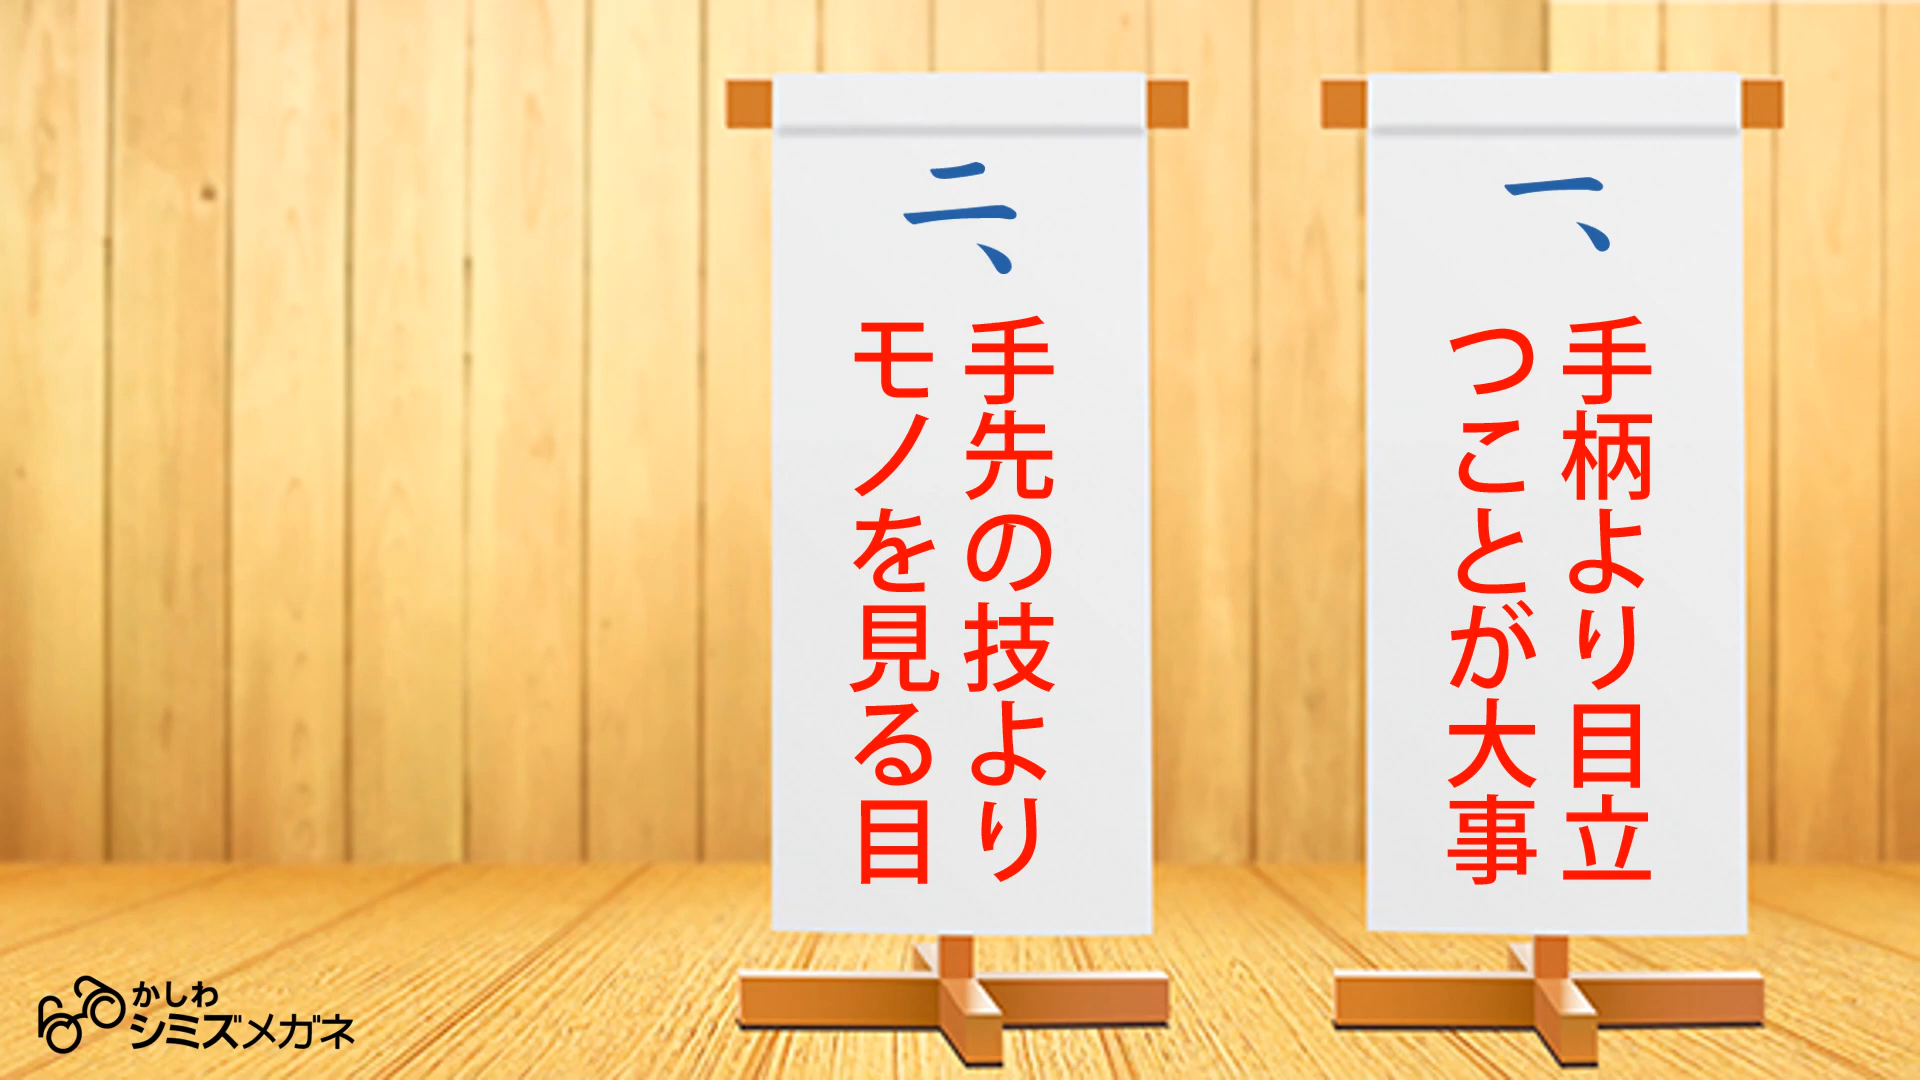 一、
手柄より目立
つことが大事
二、
手先の技より
モノを見る目
かしわ
シミズメガネ